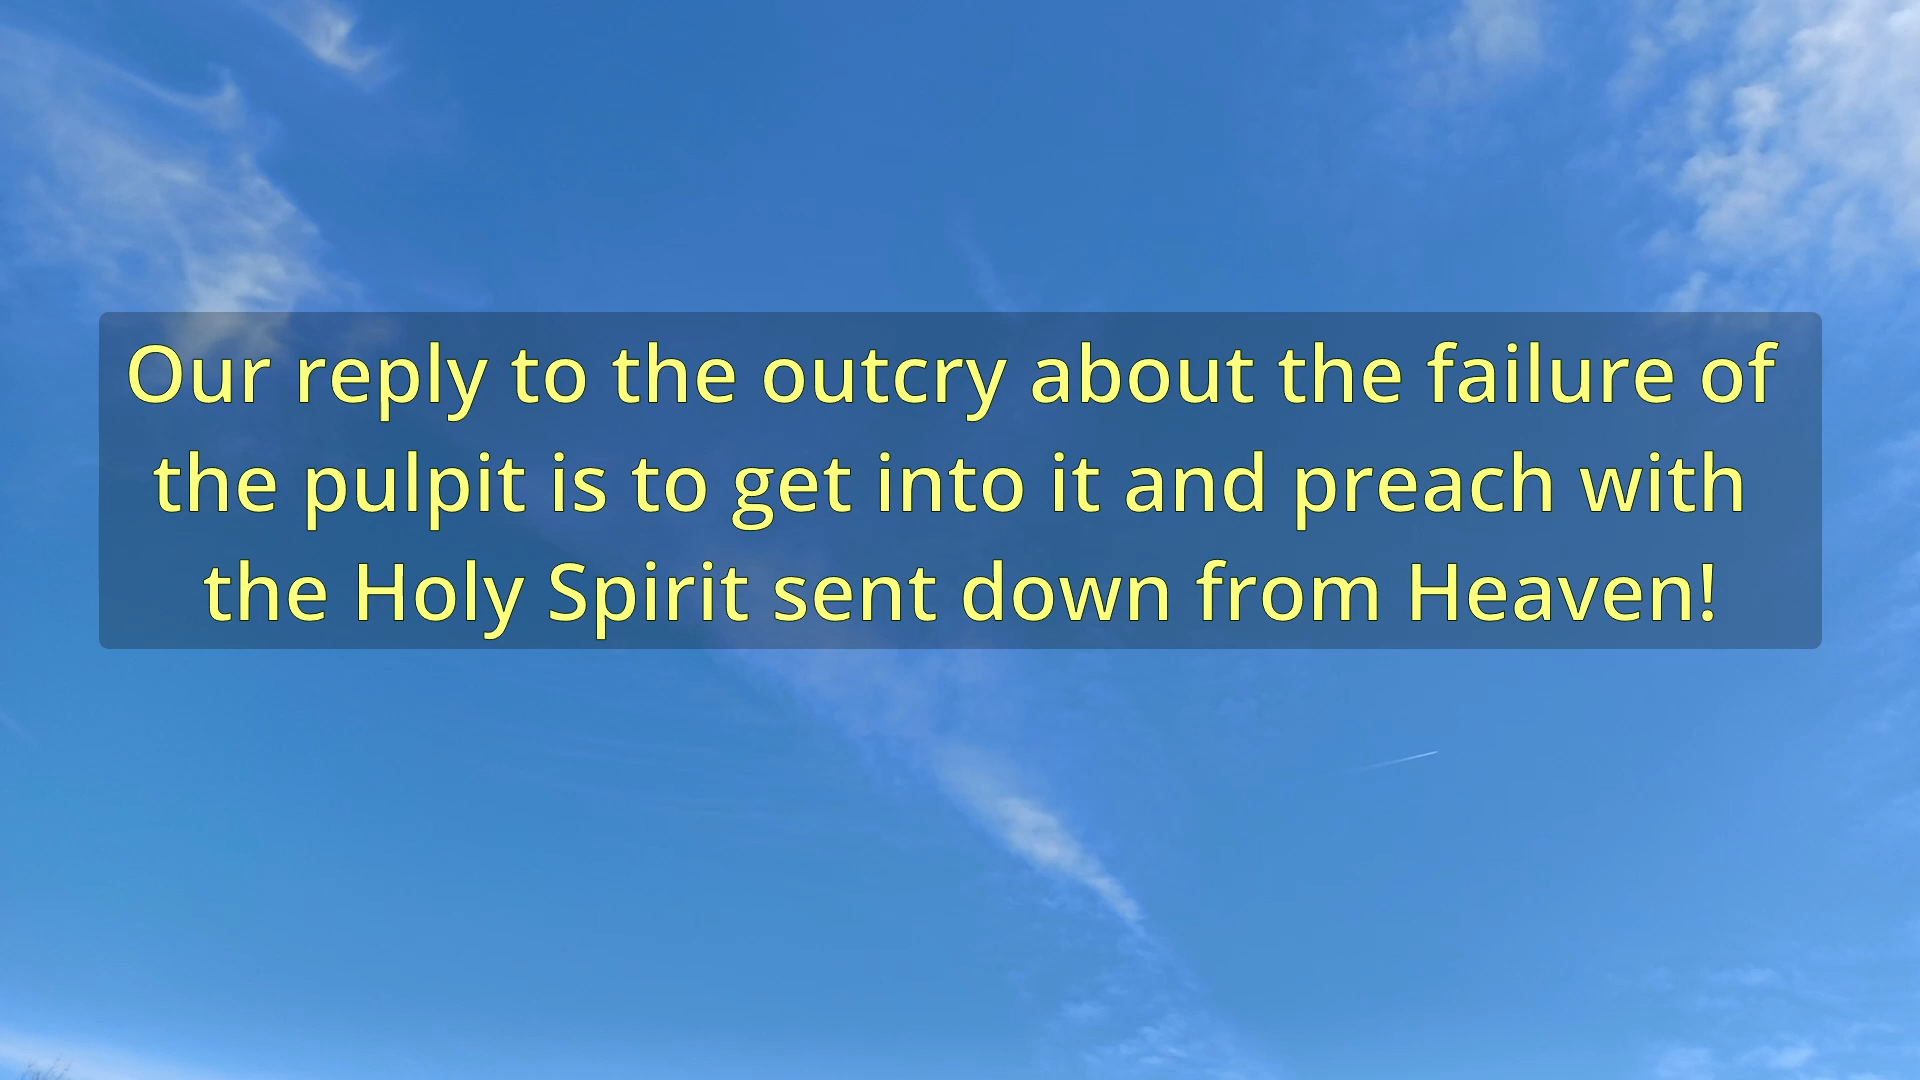 Our reply to the outcry about the failure of
the pulpit is to get into it and preach with
the Holy Spirit sent down from Heaven!